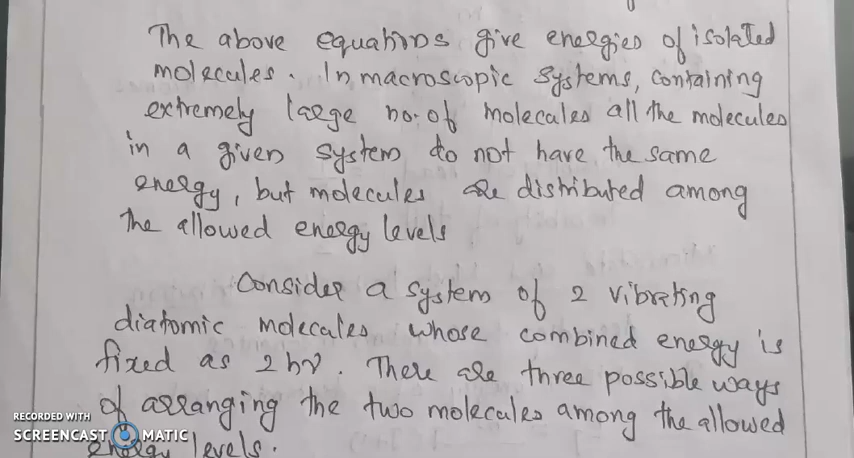 The above equations give energies of isolated
molecules. In macroscopic systems, containing
extremely large no. of molecules all the molecules
in a given system do not have the same
energy, but molecules are distributed among
the allowed energy levels
Consider a system of 2 vibrating
diatomic molecules whose combined energy is
fixed as 2hν. There are three possible ways
of arranging the two molecules among the allowed
energy levels.
RECORDED WITH
SCREENCAST MATIC